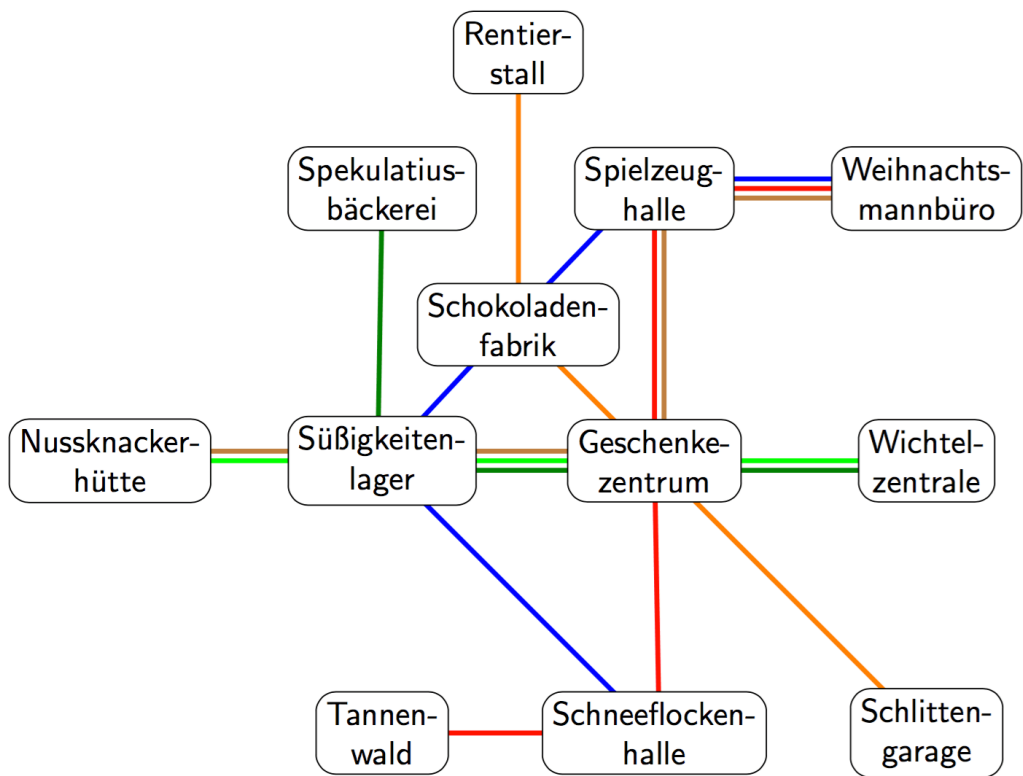 Rentier-
stall
Spekulatius-
bäckerei
Spielzeug-
halle
Weihnachts-
mannbüro
Schokoladen-
fabrik
Nussknacker-
hütte
Süßigkeiten-
lager
Geschenke-
zentrum
Wichtel-
zentrale
Tannen-
wald
Schneeflocken-
halle
Schlitten-
garage